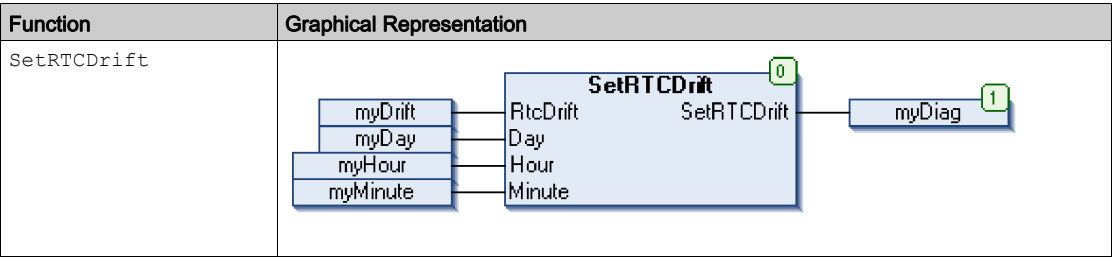 Function
Graphical Representation
SetRTCDrift
0
SetRTCDrift
1
myDrift
RtcDrift
SetRTCDrift
myDiag
myDay
Day
myHour
Hour
myMinute
Minute